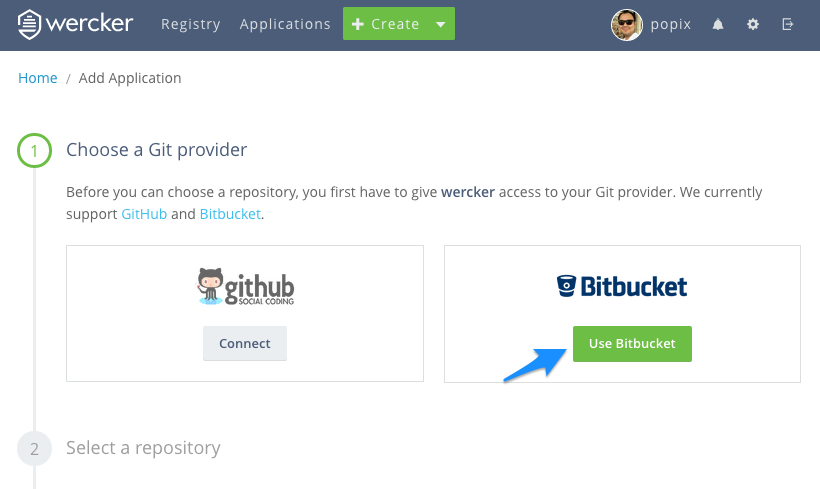 wercker Registry Applications + Create popix
Home / Add Application
1 Choose a Git provider
Before you can choose a repository, you first have to give wercker access to your Git provider. We currently
support GitHub and Bitbucket.
github
SOCIAL CODING
Bitbucket
Connect
Use Bitbucket
2 Select a repository